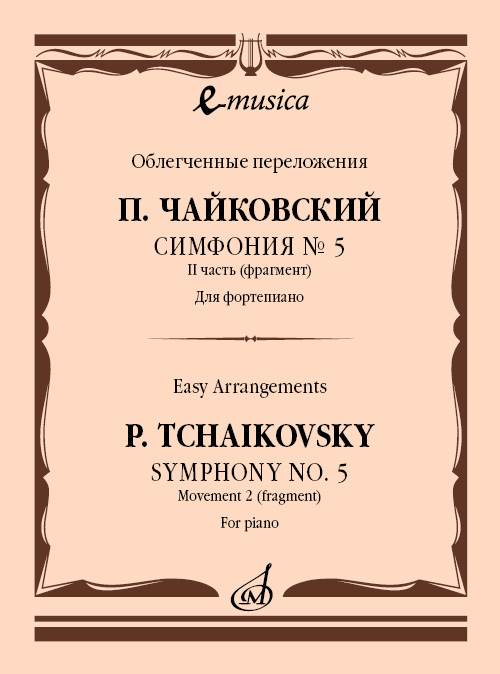 e-musica
Облегченные переложения
П. ЧАЙКОВСКИЙ
СИМФОНИЯ № 5
II часть (фрагмент)
Для фортепиано
Easy Arrangements
P. TCHAIKOVSKY
SYMPHONY NO. 5
Movement 2 (fragment)
For piano